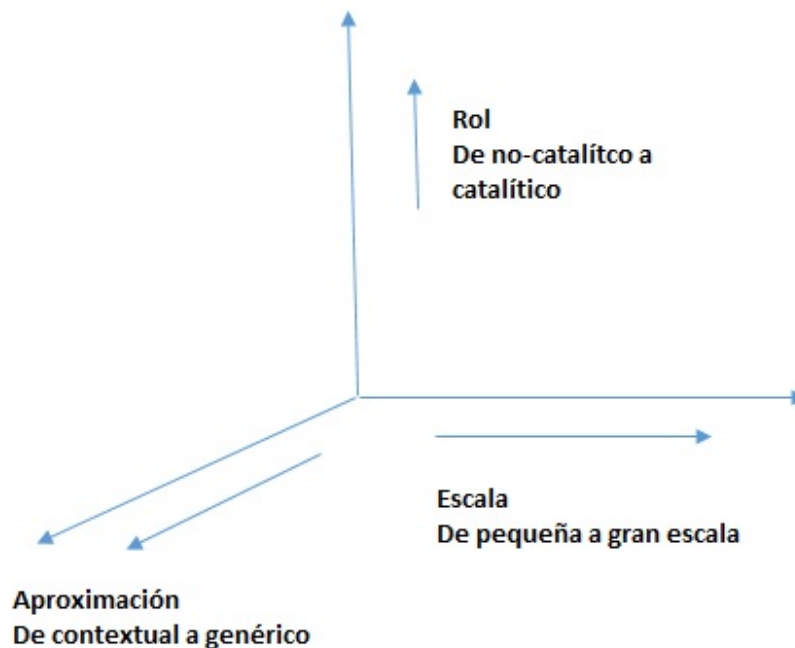 Rol
De no-catalítco a
catalítico
Escala
De pequeña a gran escala
Aproximación
De contextual a genérico